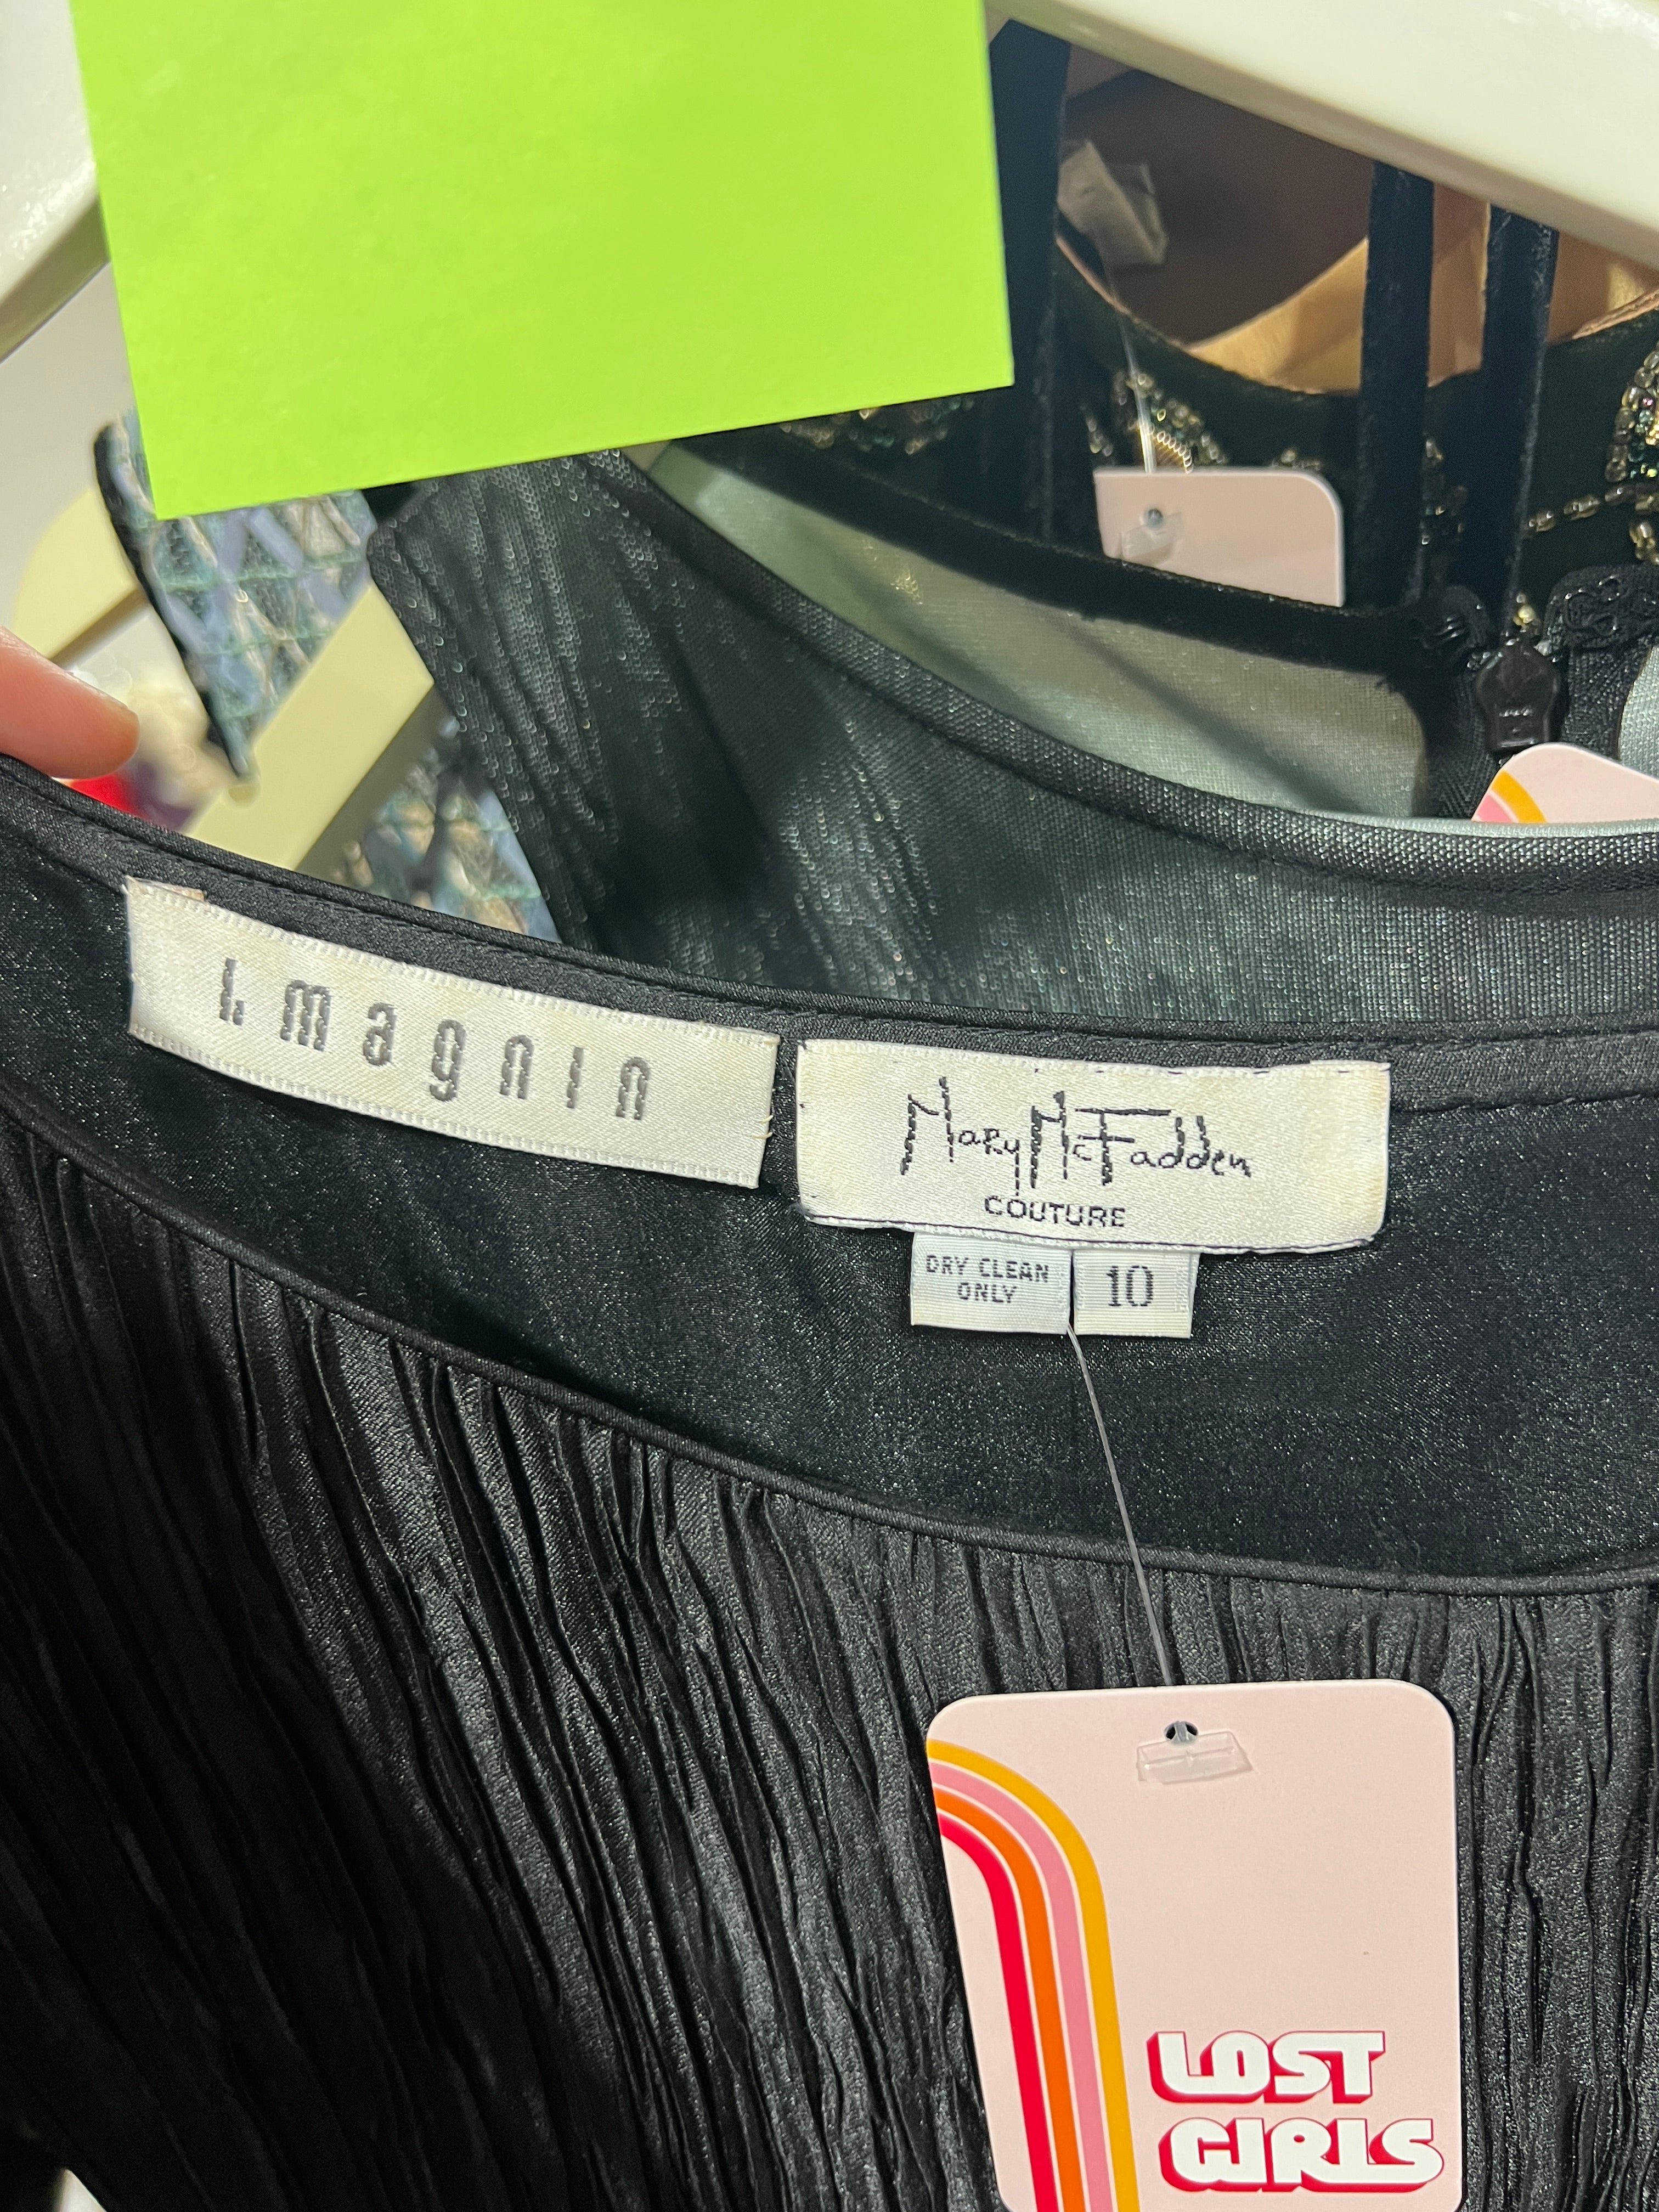 I. magnin
Mary McFadden
COUTURE
DRY CLEAN
ONLY
10
LOST
GIRLS